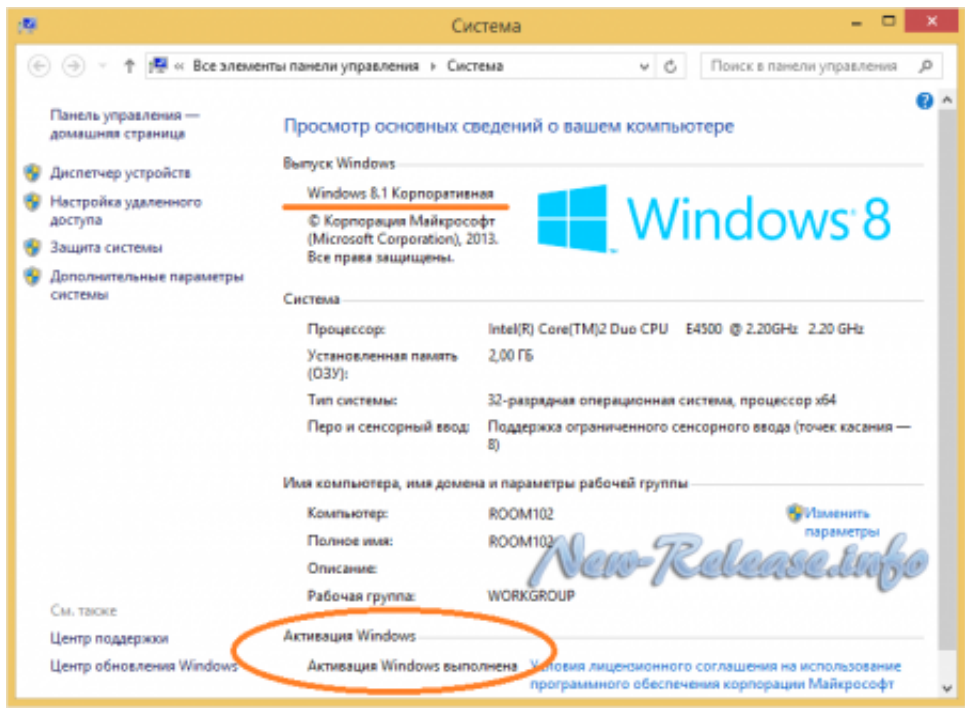 Система
« Все элементы панели управления ▸ Система
Поиск в панели управления
Панель управления —
домашняя страница
Диспетчер устройств
Настройка удаленного
доступа
Защита системы
Дополнительные параметры
системы
См. также
Центр поддержки
Центр обновления Windows
Просмотр основных сведений о вашем компьютере
Выпуск Windows
Windows 8.1 Корпоративная
© Корпорация Майкрософт
(Microsoft Corporation), 2013.
Все права защищены.
Windows 8
Система
Процессор: Intel(R) Core(TM)2 Duo CPU E4500 @ 2.20GHz 2.20 GHz
Установленная память 2,00 ГБ
(ОЗУ):
Тип системы: 32-разрядная операционная система, процессор x64
Перо и сенсорный ввод: Поддержка ограниченного сенсорного ввода (точек касания —
8)
Имя компьютера, имя домена и параметры рабочей группы
Компьютер: ROOM102
Изменить
параметры
Полное имя: ROOM102
Описание:
Рабочая группа: WORKGROUP
New-Release.info
Активация Windows
Активация Windows выполнена Условия лицензионного соглашения на использование
программного обеспечения корпорации Майкрософт